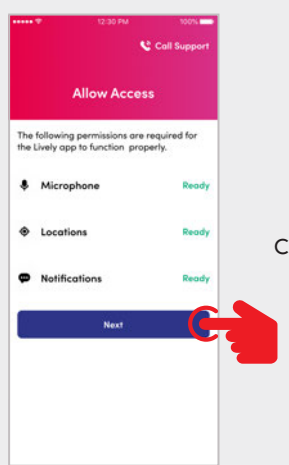 12:30 PM 100%
Call Support
Allow Access
The following permissions are required for
the Lively app to function properly.
Microphone Ready
Locations Ready
Notifications Ready
Next
C